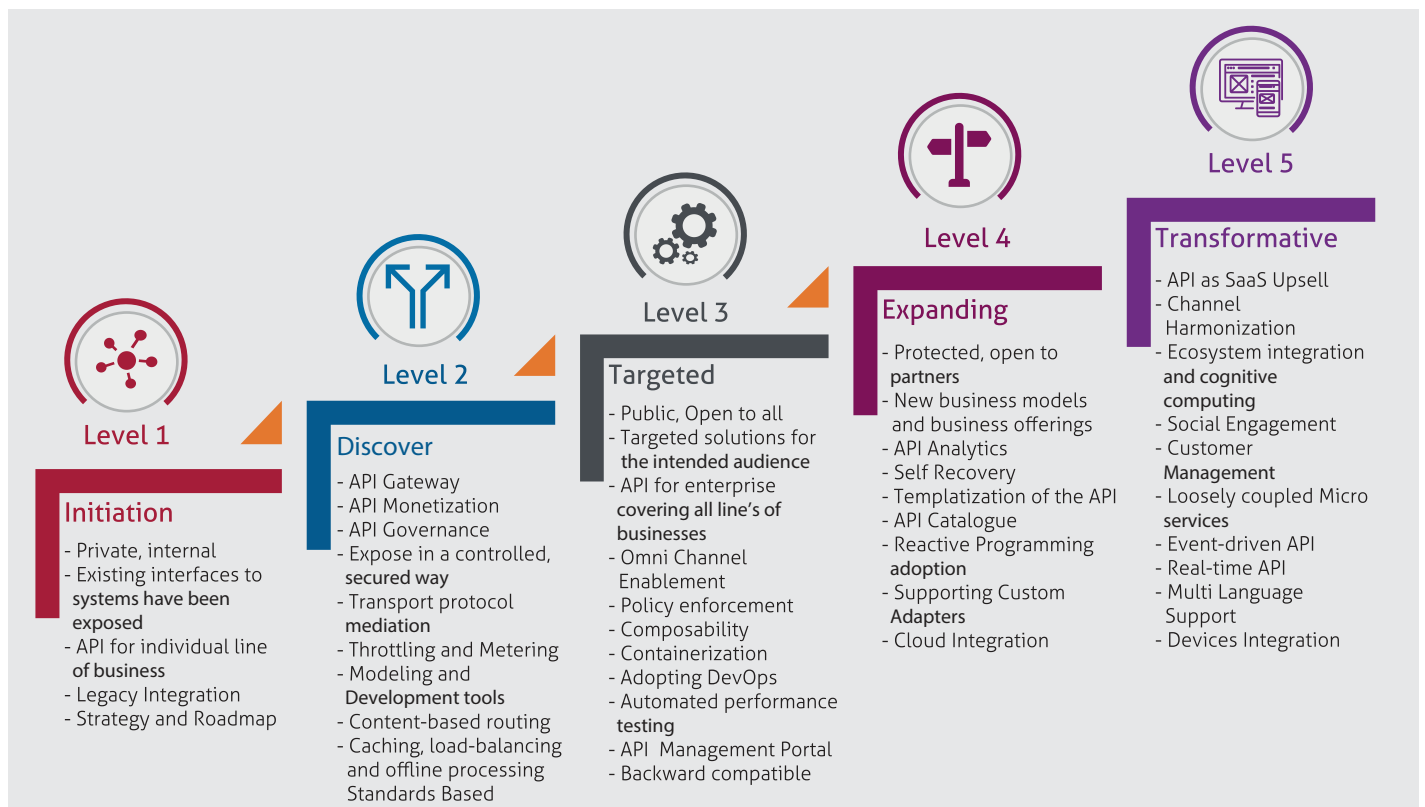 Level 1
Initiation
- Private, internal
- Existing interfaces to
systems have been
exposed
- API for individual line
of business
- Legacy Integration
- Strategy and Roadmap
Level 2
Discover
- API Gateway
- API Monetization
- API Governance
- Expose in a controlled,
secured way
- Transport protocol
mediation
- Throttling and Metering
- Modeling and
Development tools
- Content-based routing
- Caching, load-balancing
and offline processing
Standards Based
Level 3
Targeted
- Public, Open to all
- Targeted solutions for
the intended audience
- API for enterprise
covering all line's of
businesses
- Omni Channel
Enablement
- Policy enforcement
- Composability
- Containerization
- Adopting DevOps
- Automated performance
testing
- API Management Portal
- Backward compatible
Level 4
Expanding
- Protected, open to
partners
- New business models
and business offerings
- API Analytics
- Self Recovery
- Templatization of the API
- API Catalogue
- Reactive Programming
adoption
- Supporting Custom
Adapters
- Cloud Integration
Level 5
Transformative
- API as SaaS Upsell
- Channel
Harmonization
- Ecosystem integration
and cognitive
computing
- Social Engagement
- Customer
Management
- Loosely coupled Micro
services
- Event-driven API
- Real-time API
- Multi Language
Support
- Devices Integration